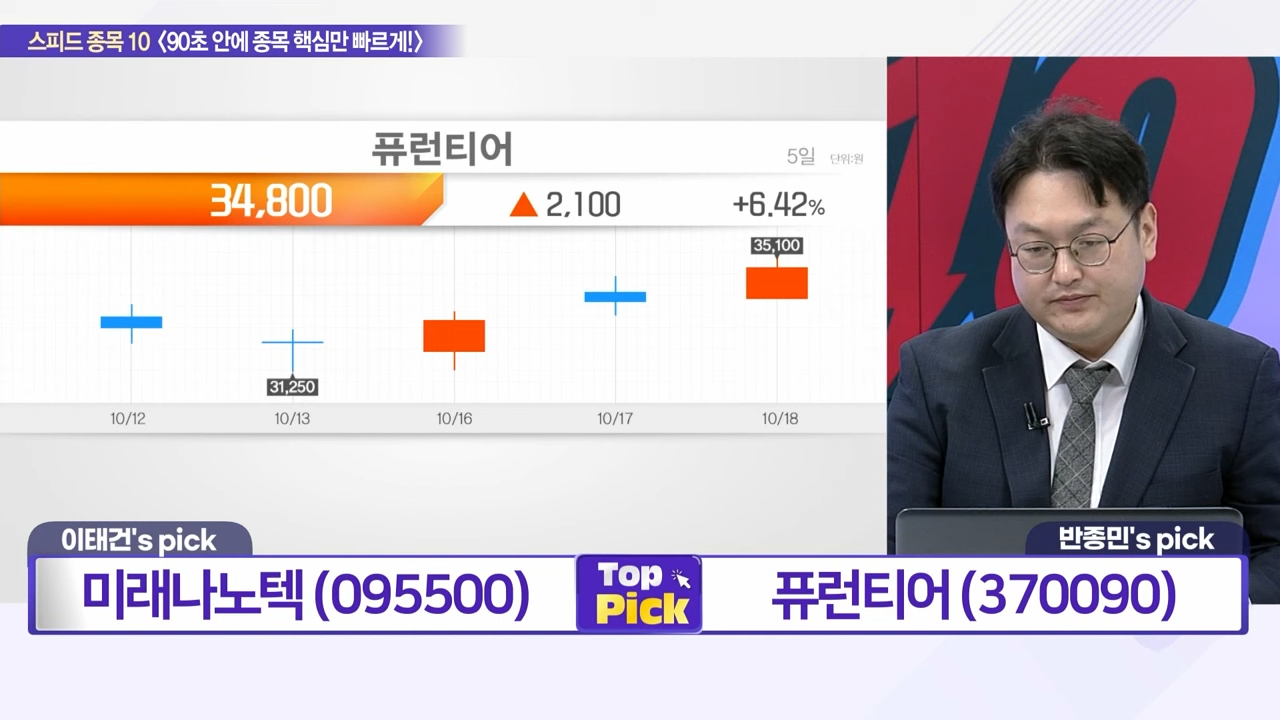 스피드 종목 10 〈90초 안에 종목 핵심만 빠르게!〉
퓨런티어
5일 단위:원
34,800 ▲ 2,100 +6.42%
35,100
31,250
10/12 10/13 10/16 10/17 10/18
10
이태건's pick
반종민's pick
미래나노텍 (095500)
Top
Pick
퓨런티어 (370090)